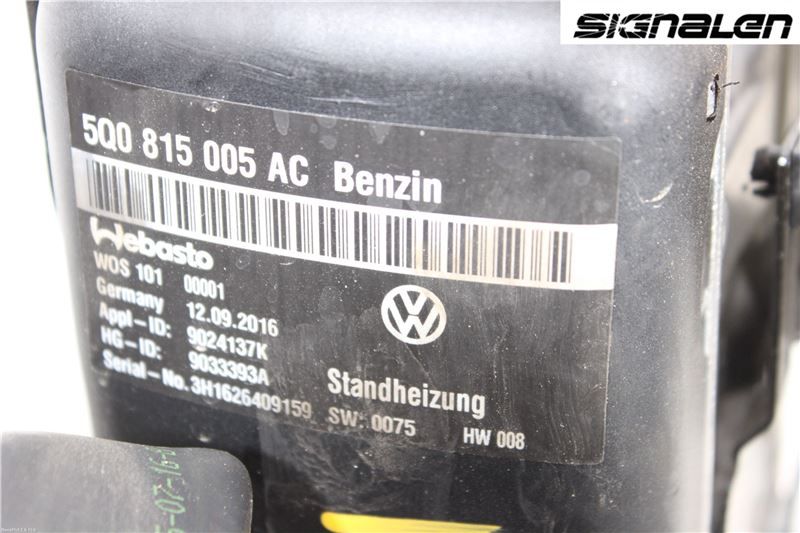 SIGNALEN
5Q0 815 005 AC Benzin
Webasto
WOS 101 00001
Germany 12.09.2016
Appl-ID: 9024137K
HG-ID: 9033393A
Serial-No. 3H1626409159
VW
Standheizung
SW: 0075 HW 008